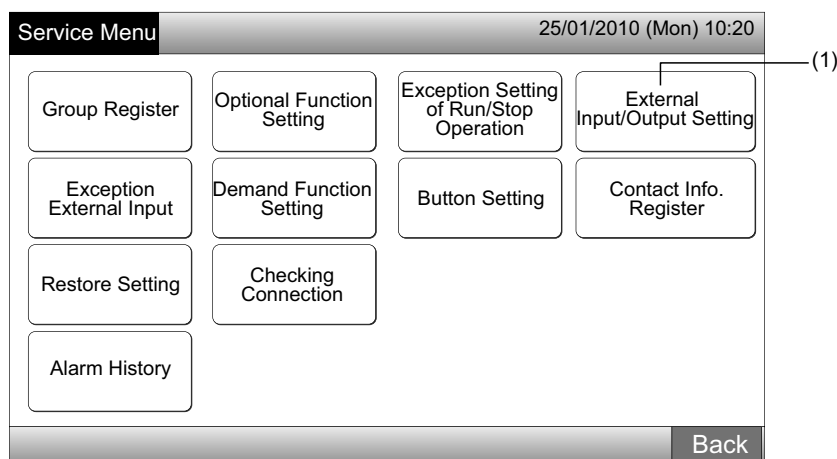 Service Menu
25/01/2010 (Mon) 10:20
(1)
Group Register
Optional Function
Setting
Exception Setting
of Run/Stop
Operation
External
Input/Output Setting
Exception
External Input
Demand Function
Setting
Button Setting
Contact Info.
Register
Restore Setting
Checking
Connection
Alarm History
Back